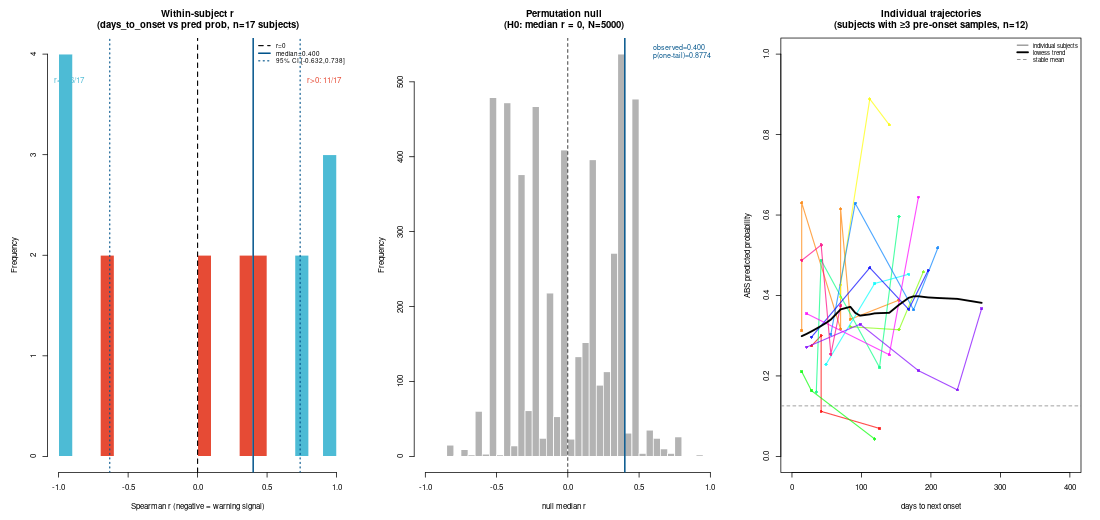 Within-subject r
(days_to_onset vs pred prob, n=17 subjects)
r=0
median=0.400
95% CI [-0.632,0.738]
r>0: 11/17
Frequency
0
1
2
3
4
-1.0
-0.5
0.0
0.5
1.0
Spearman r (negative = warning signal)
Permutation null
(H0: median r = 0, N=5000)
observed=0.400
p(one-tail)=0.8774
Frequency
0
100
200
300
400
500
-1.0
-0.5
0.0
0.5
1.0
null median r
Individual trajectories
(subjects with ≥3 pre-onset samples, n=12)
individual subjects
lowess trend
stable mean
ABS predicted probability
0.0
0.2
0.4
0.6
0.8
1.0
0
100
200
300
400
days to next onset